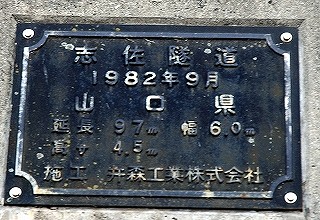 志佐隧道
1982年9月
山口県
延長 97m 幅 6.0m
高さ 4.5m
施工 井森工業株式会社